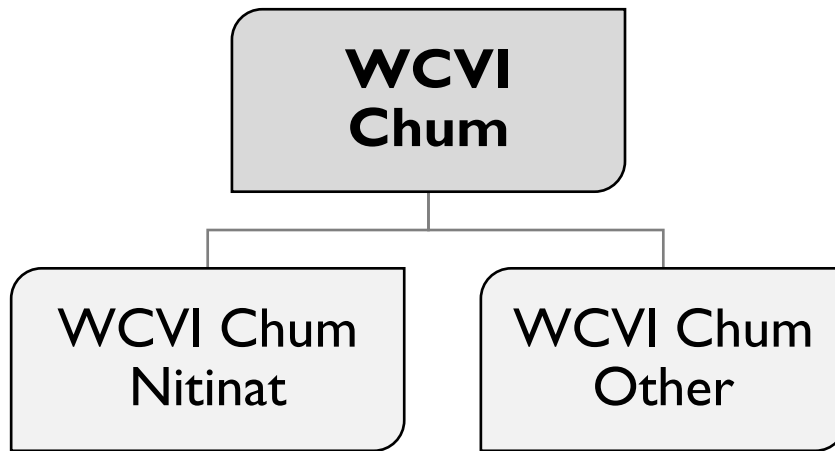 WCVI
Chum
WCVI Chum
Nitinat
WCVI Chum
Other